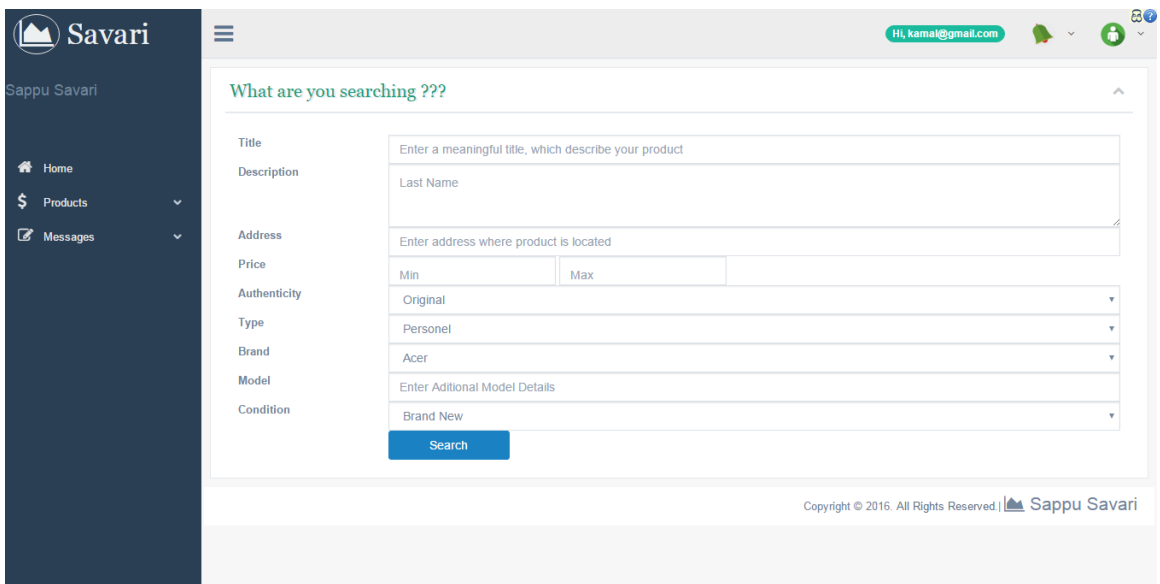 Savari
Hi, kamal@gmail.com
Sappu Savari
Home
Products
Messages
What are you searching ???
Title
Enter a meaningful title, which describe your product
Description
Last Name
Address
Enter address where product is located
Price
Min Max
Authenticity
Original
Type
Personel
Brand
Acer
Model
Enter Aditional Model Details
Condition
Brand New
Search
Copyright © 2016. All Rights Reserved.| Sappu Savari